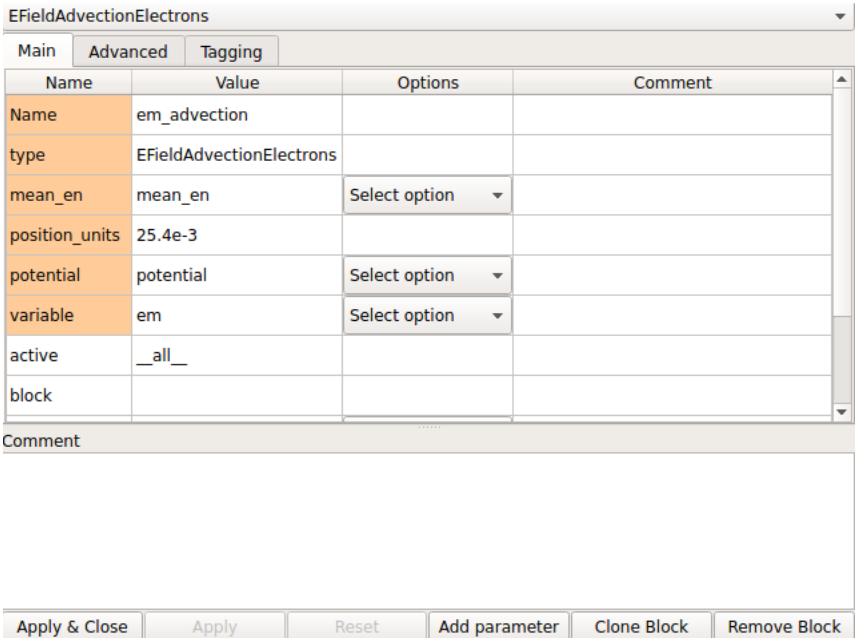 EFieldAdvectionElectrons
Main Advanced Tagging
Name Value Options Comment
Name em_advection
type EFieldAdvectionElectrons
mean_en mean_en Select option
position_units 25.4e-3
potential potential Select option
variable em Select option
active __all__
block
Comment
Apply & Close Apply Reset Add parameter Clone Block Remove Block